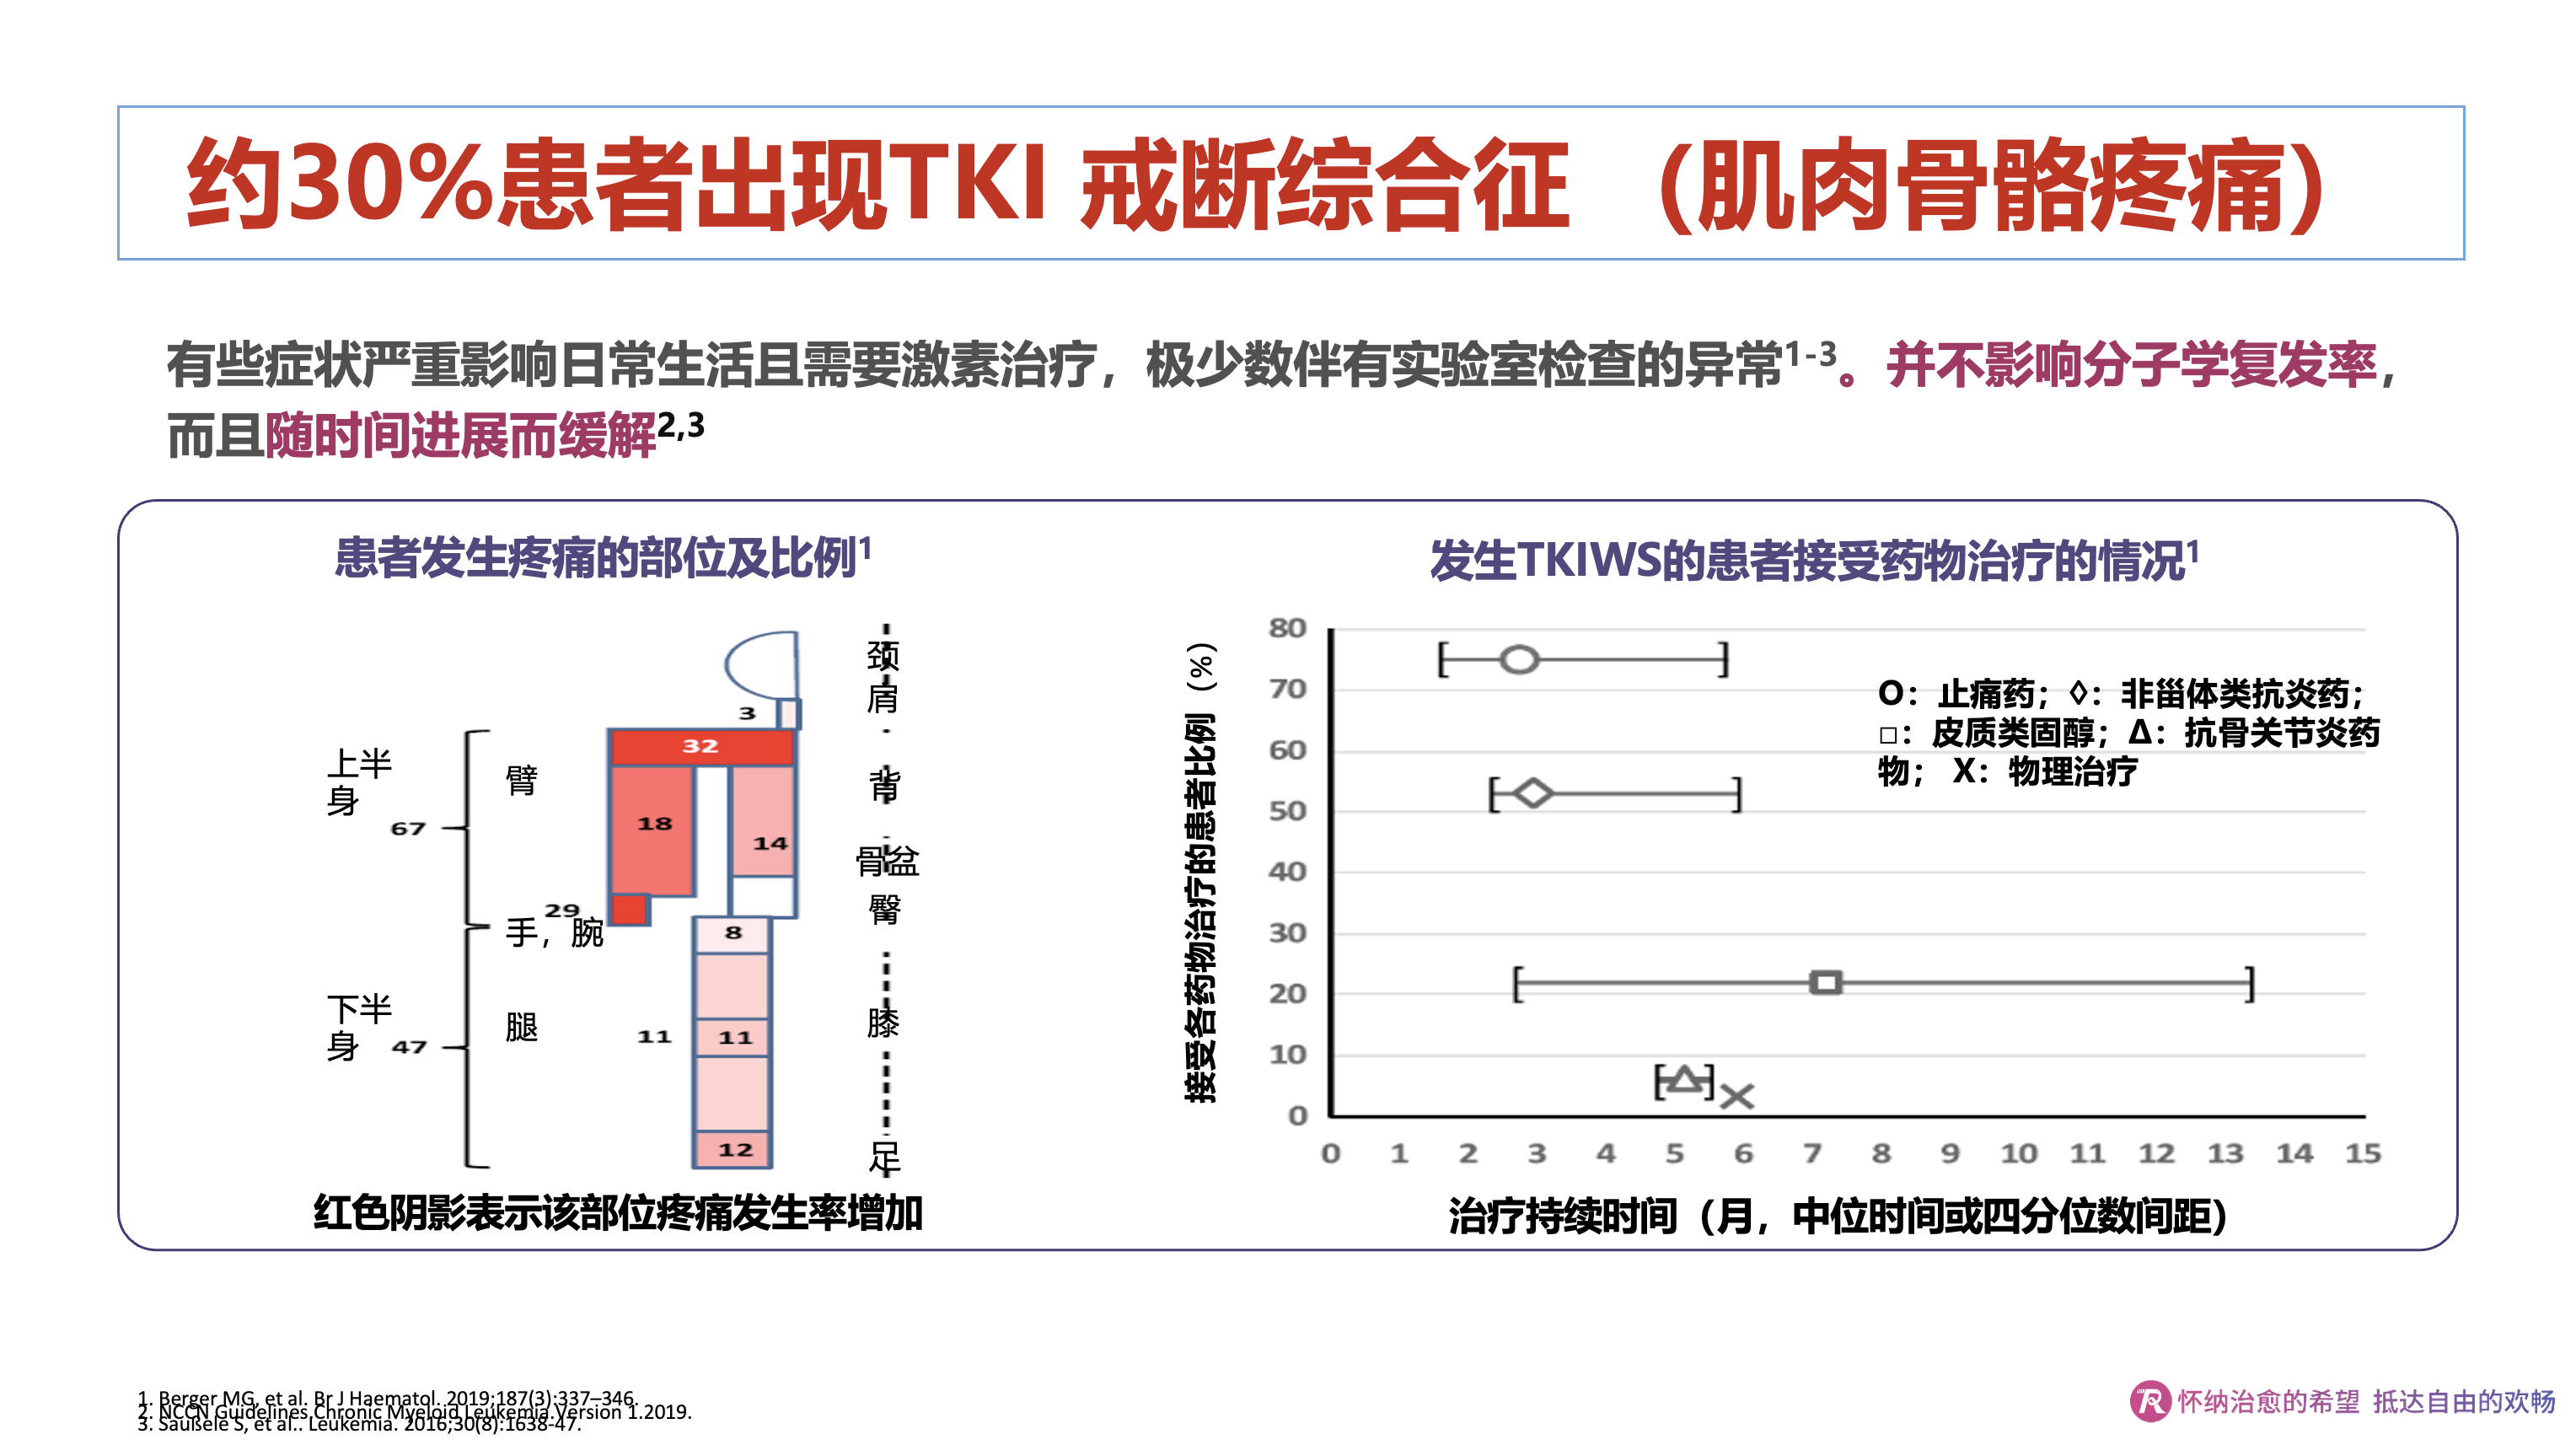 约30%患者出现TKI 戒断综合征 （肌肉骨骼疼痛）
有些症状严重影响日常生活且需要激素治疗，极少数伴有实验室检查的异常1-3。并不影响分子学复发率，
而且随时间进展而缓解2,3
患者发生疼痛的部位及比例1
颈
肩
背
骨盆
臀
膝
足
上半
身
67
下半
身
47
臂
手，腕
腿
3
32
18
14
29
8
11
11
12
红色阴影表示该部位疼痛发生率增加
发生TKIWS的患者接受药物治疗的情况1
接受各药物治疗的患者比例（%）
80
70
60
50
40
30
20
10
0
O：止痛药；◊：非甾体类抗炎药；
□：皮质类固醇；Δ：抗骨关节炎药
物； X：物理治疗
0 1 2 3 4 5 6 7 8 9 10 11 12 13 14 15
治疗持续时间（月，中位时间或四分位数间距）
1. Berger MG, et al. Br J Haematol. 2019;187(3):337–346.
2. NCCN Guidelines Chronic Myeloid Leukemia.Version 1.2019.
3. Saußele S, et al.. Leukemia. 2016;30(8):1638-47.
怀纳治愈的希望 抵达自由的欢畅